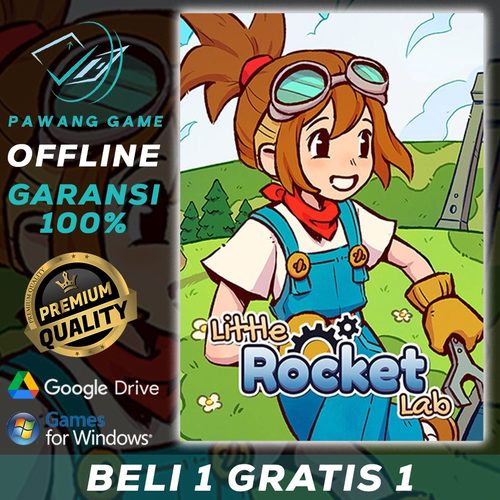 PAWANG GAME
OFFLINE
GARANSI
100%
PREMIUM
QUALITY
Google Drive
Games
for Windows®
Little
Rocket
Lab
BELI 1 GRATIS 1